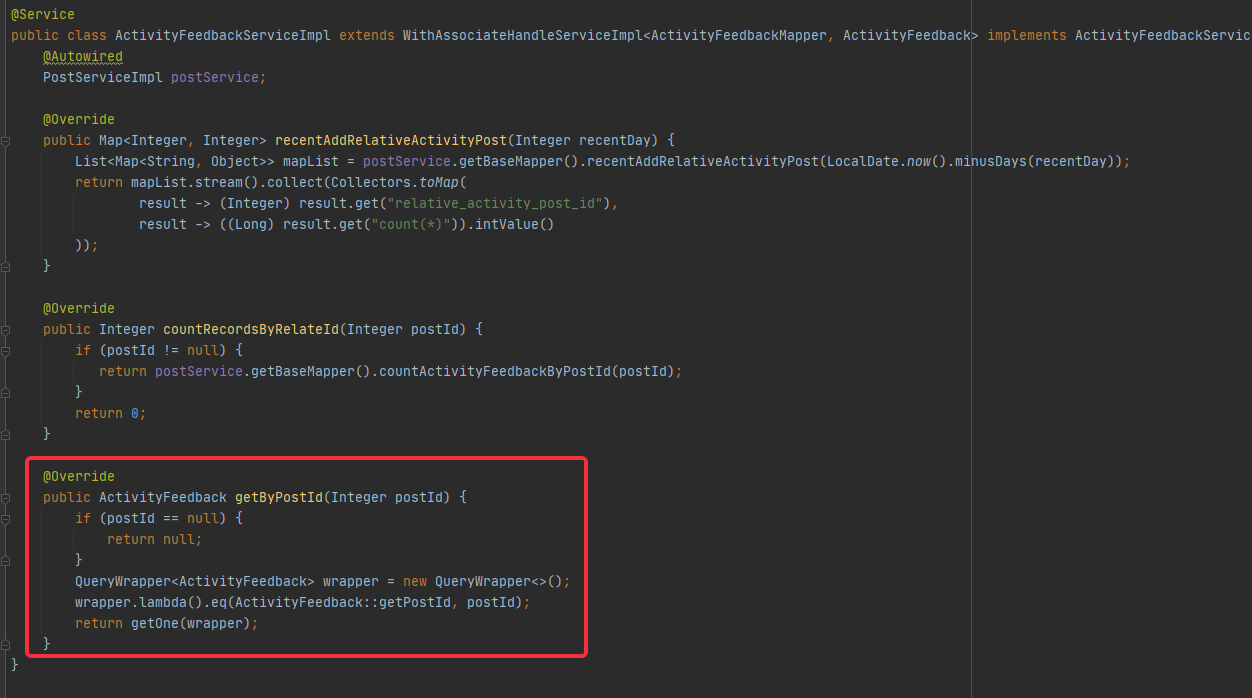 @Service
public class ActivityFeedbackServiceImpl extends WithAssociateHandleServiceImpl<ActivityFeedbackMapper, ActivityFeedback> implements ActivityFeedbackServic
@Autowired
PostServiceImpl postService;
@Override
public Map<Integer, Integer> recentAddRelativeActivityPost(Integer recentDay) {
List<Map<String, Object>> mapList = postService.getBaseMapper().recentAddRelativeActivityPost(LocalDate.now().minusDays(recentDay));
return mapList.stream().collect(Collectors.toMap(
result -> (Integer) result.get("relative_activity_post_id"),
result -> ((Long) result.get("count(*)")).intValue()
));
}
@Override
public Integer countRecordsByRelateId(Integer postId) {
if (postId != null) {
return postService.getBaseMapper().countActivityFeedbackByPostId(postId);
}
return 0;
}
@Override
public ActivityFeedback getByPostId(Integer postId) {
if (postId == null) {
return null;
}
QueryWrapper<ActivityFeedback> wrapper = new QueryWrapper<>();
wrapper.lambda().eq(ActivityFeedback::getPostId, postId);
return getOne(wrapper);
}
}